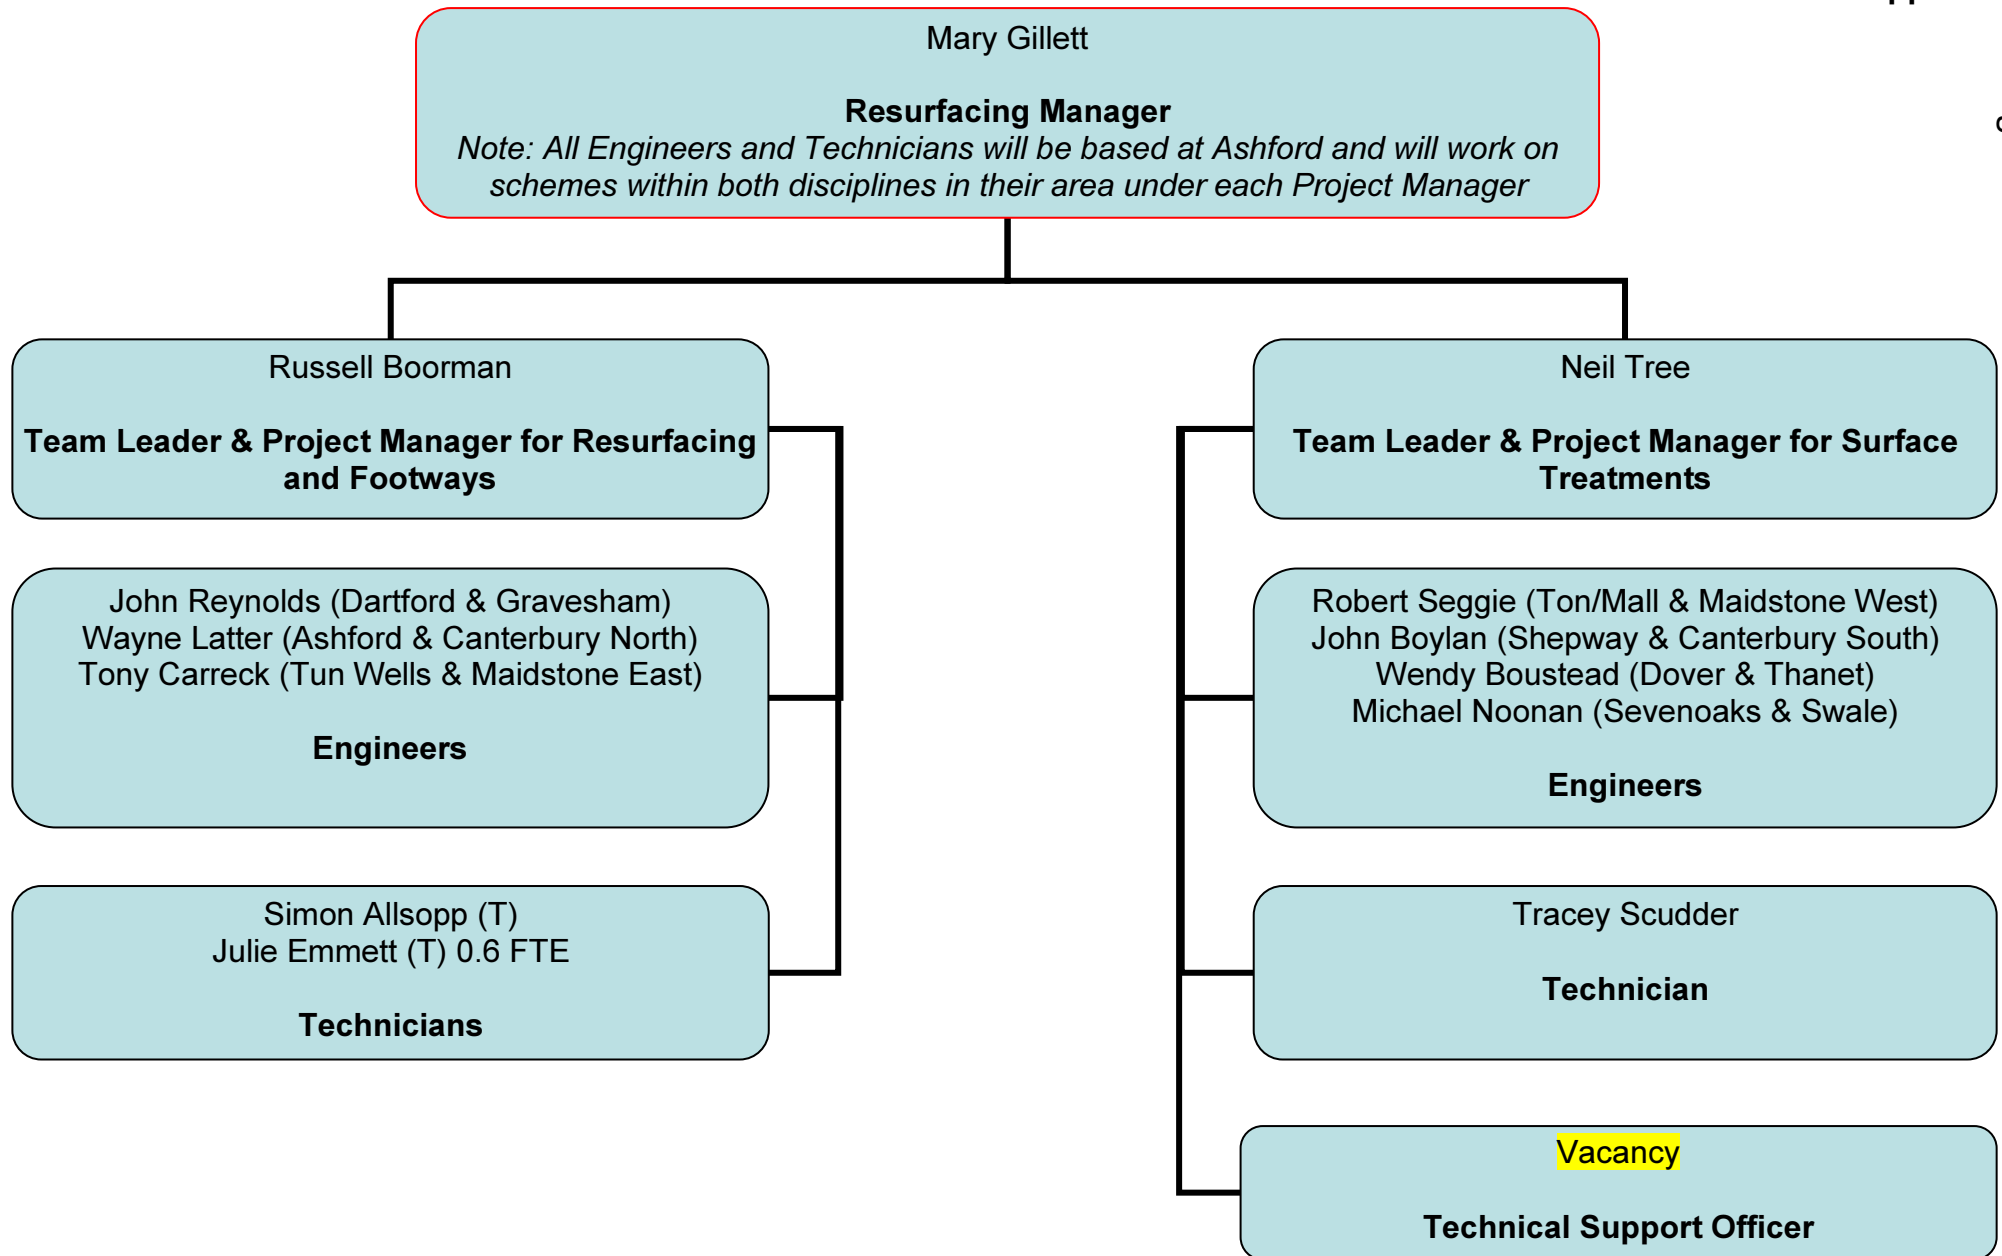 Mary Gillett
Resurfacing Manager
Note: All Engineers and Technicians will be based at Ashford and will work on
schemes within both disciplines in their area under each Project Manager
Russell Boorman
Team Leader & Project Manager for Resurfacing
and Footways
John Reynolds (Dartford & Gravesham)
Wayne Latter (Ashford & Canterbury North)
Tony Carreck (Tun Wells & Maidstone East)
Engineers
Simon Allsopp (T)
Julie Emmett (T) 0.6 FTE
Technicians
Neil Tree
Team Leader & Project Manager for Surface
Treatments
Robert Seggie (Ton/Mall & Maidstone West)
John Boylan (Shepway & Canterbury South)
Wendy Boustead (Dover & Thanet)
Michael Noonan (Sevenoaks & Swale)
Engineers
Tracey Scudder
Technician
Vacancy
Technical Support Officer